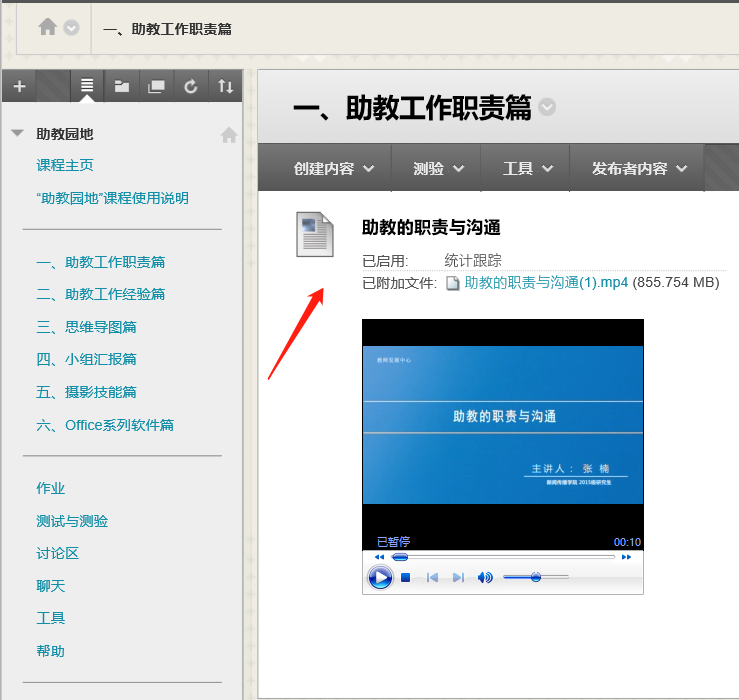 一、助教工作职责篇
助教园地
课程主页
“助教园地”课程使用说明
一、助教工作职责篇
二、助教工作经验篇
三、思维导图篇
四、小组汇报篇
五、摄影技能篇
六、Office系列软件篇
作业
测试与测验
讨论区
聊天
工具
帮助
一、助教工作职责篇
创建内容 测验 工具 发布者内容
助教的职责与沟通
已启用: 统计跟踪
已附加文件: 助教的职责与沟通(1).mp4 (855.754 MB)
教师发展中心
助教的职责与沟通
主讲人：张楠
新闻传播学院 2015级研究生
已暂停 00:10